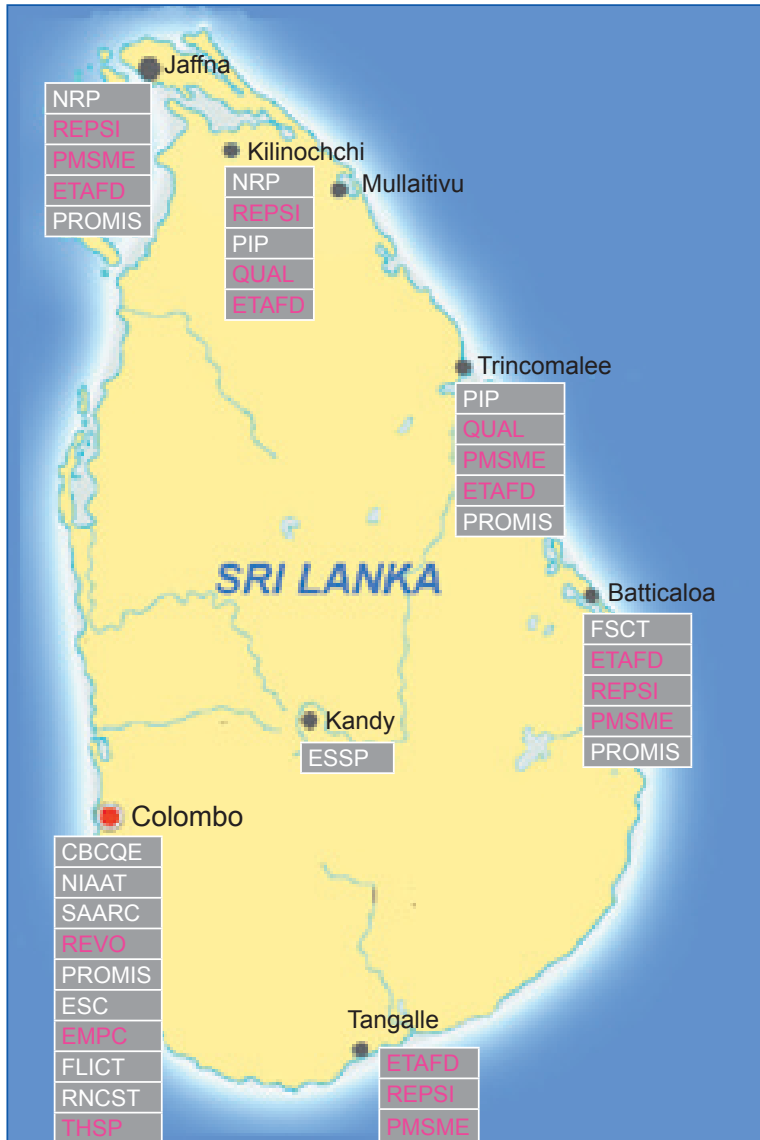 Jaffna
NRP
REPSI
PMSME
ETAFD
PROMIS
Kilinochchi
NRP
REPSI
PIP
QUAL
ETAFD
Mullaitivu
Trincomalee
PIP
QUAL
PMSME
ETAFD
PROMIS
SRI LANKA
Batticaloa
FSCT
ETAFD
REPSI
PMSME
PROMIS
Kandy
ESSP
Colombo
CBCQE
NIAAT
SAARC
REVO
PROMIS
ESC
EMPC
FLICT
RNCST
THSP
Tangalle
ETAFD
REPSI
PMSME